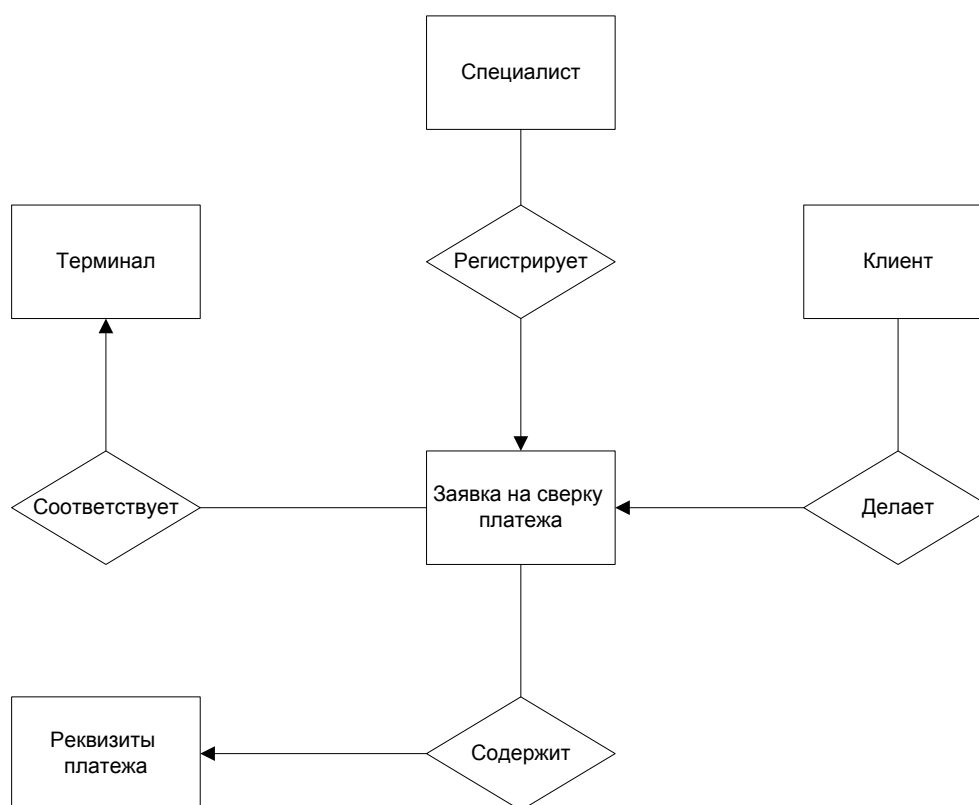 Специалист
Терминал
Регистрирует
Клиент
Соответствует
Заявка на сверку
платежа
Делает
Реквизиты
платежа
Содержит